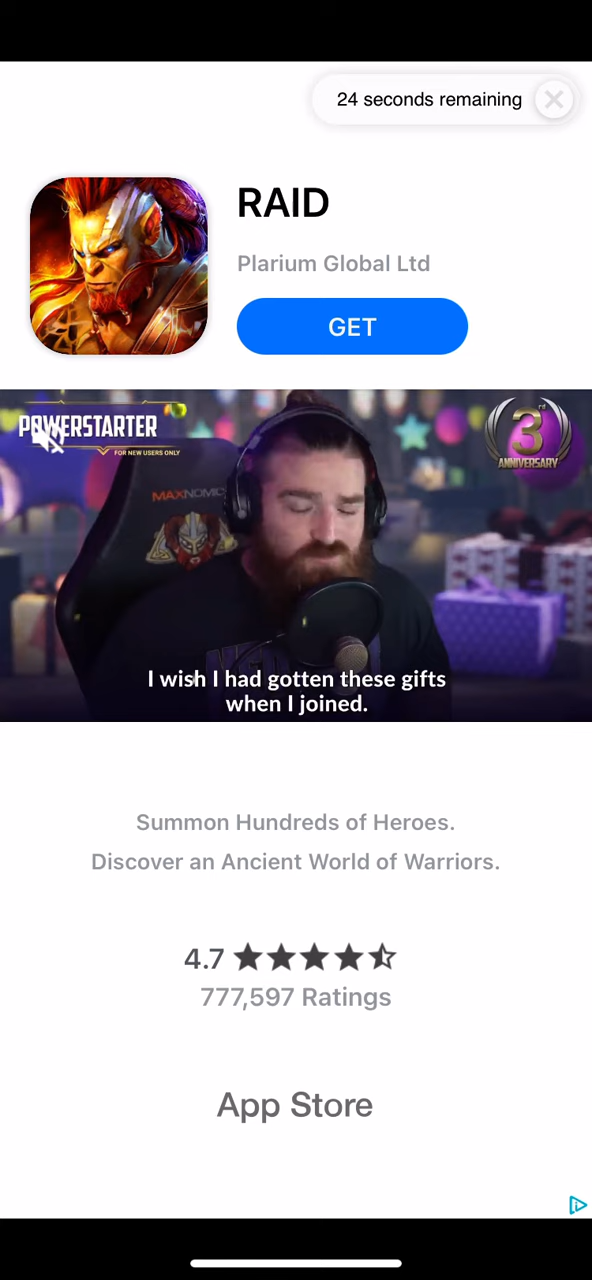 24 seconds remaining
RAID
Plarium Global Ltd
GET
POWERSTARTER
FOR NEW USERS ONLY
3rd
ANNIVERSARY
MAXNOMIC
I wish I had gotten these gifts
when I joined.
Summon Hundreds of Heroes.
Discover an Ancient World of Warriors.
4.7
777,597 Ratings
App Store